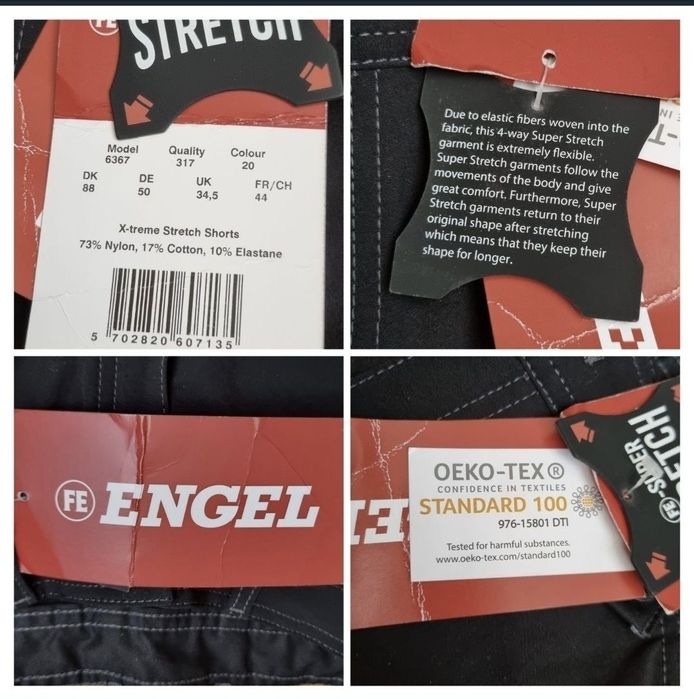 FE
STRETCH
Model Quality Colour
6367 317 20
DK DE UK FR/CH
88 50 34,5 44
X-treme Stretch Shorts
73% Nylon, 17% Cotton, 10% Elastane
5 702820 607135
Due to elastic fibers woven into the
fabric, this 4-way Super Stretch
garment is extremely flexible.
Super Stretch garments follow the
movements of the body and give
great comfort. Furthermore, Super
Stretch garments return to their
original shape after stretching
which means that they keep their
shape for longer.
FE ENGEL
OEKO-TEX®
CONFIDENCE IN TEXTILES
STANDARD 100
976-15801 DTI
Tested for harmful substances.
www.oeko-tex.com/standard100
FE-SUPER
STRETCH